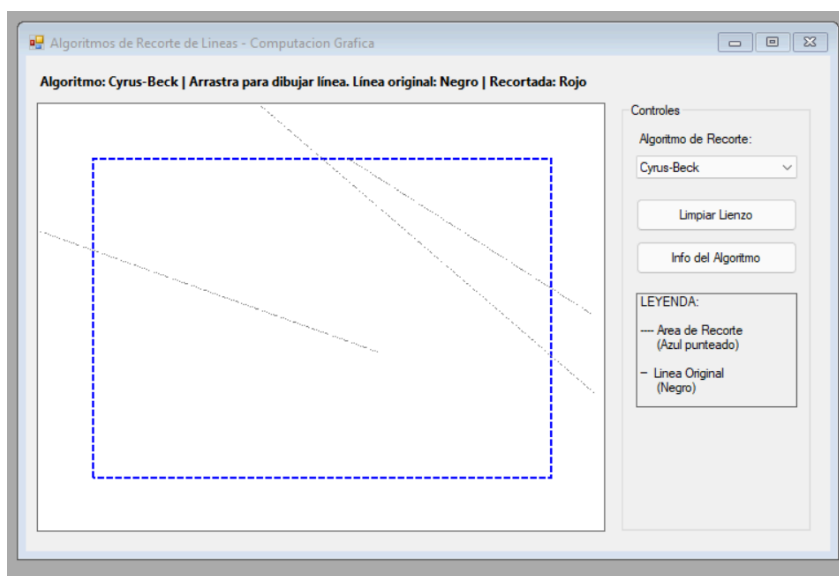 Algoritmos de Recorte de Lineas - Computacion Grafica
Algoritmo: Cyrus-Beck | Arrastra para dibujar línea. Línea original: Negro | Recortada: Rojo
Controles
Algoritmo de Recorte:
Cyrus-Beck
Limpiar Lienzo
Info del Algoritmo
LEYENDA:
---- Area de Recorte
(Azul punteado)
– Linea Original
(Negro)